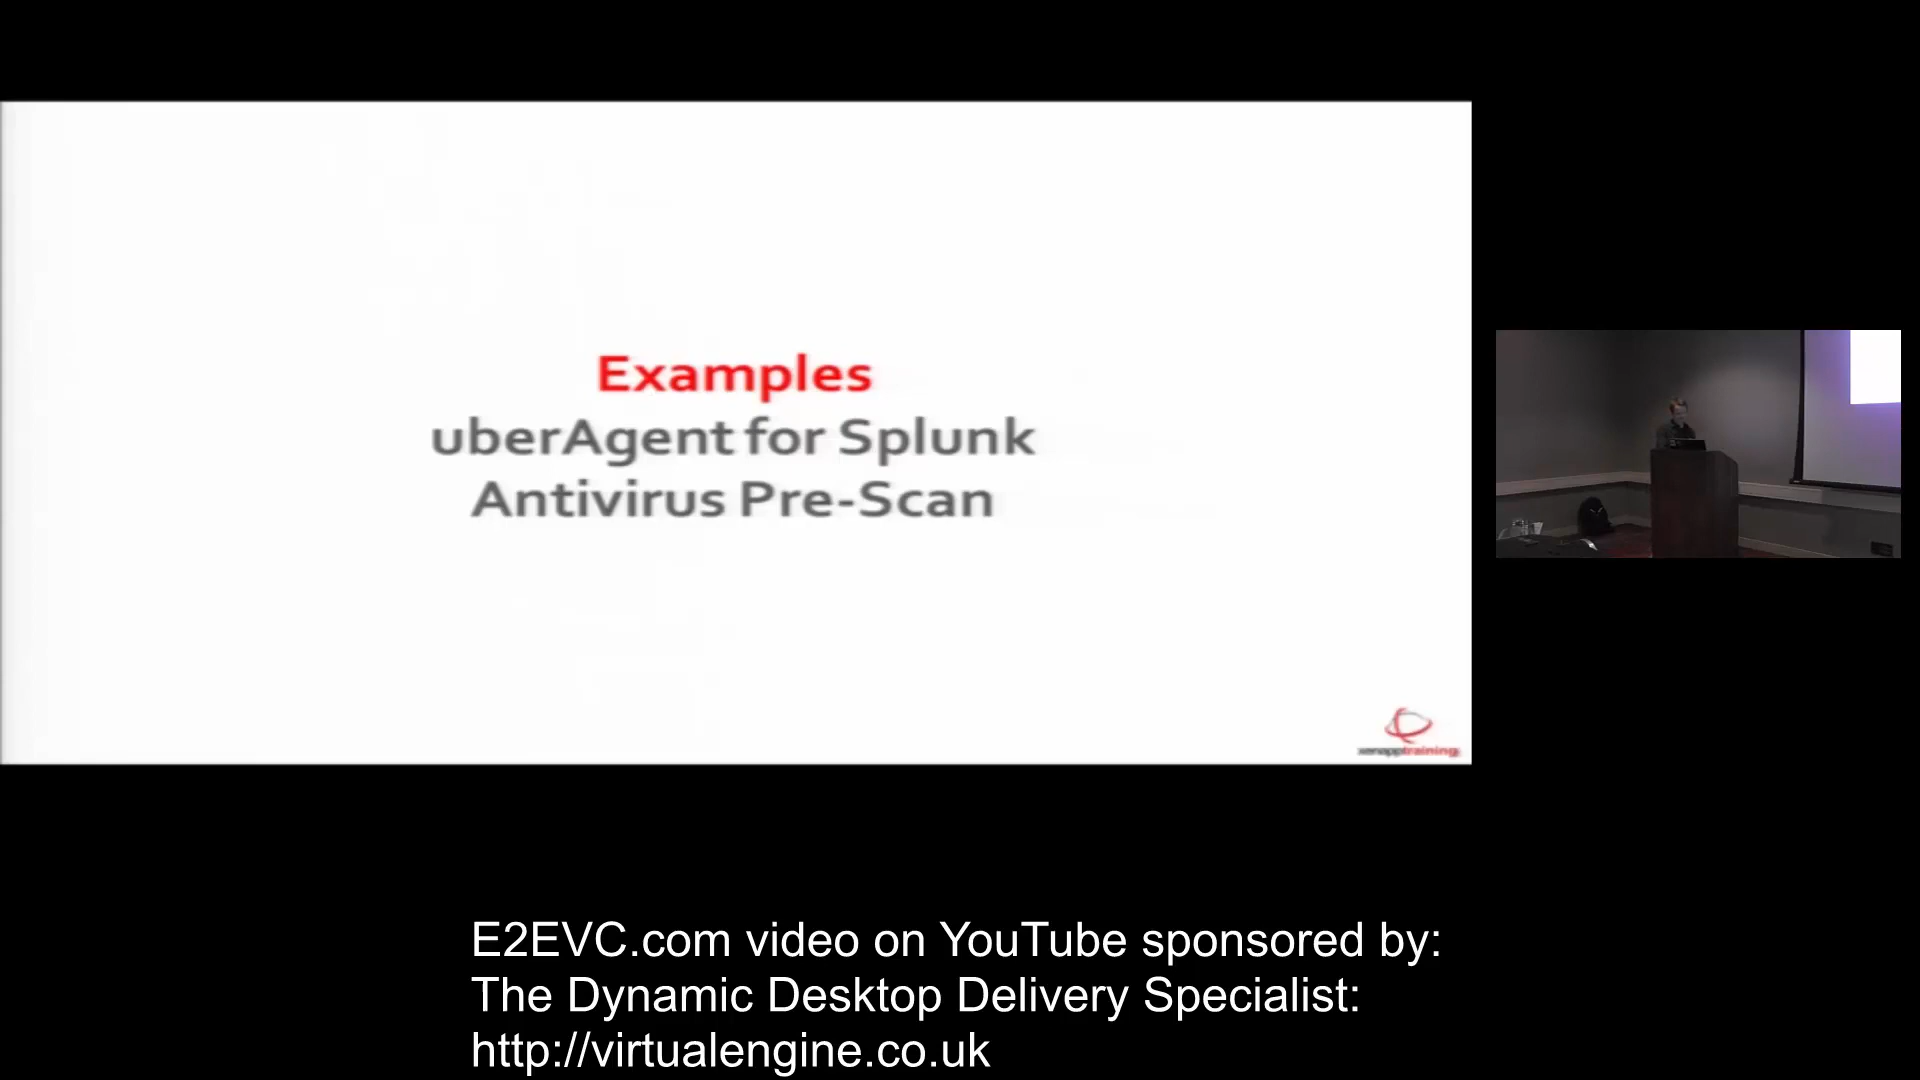 Examples
uberAgent for Splunk
Antivirus Pre-Scan
xenapptraining
E2EVC.com video on YouTube sponsored by:
The Dynamic Desktop Delivery Specialist:
http://virtualengine.co.uk